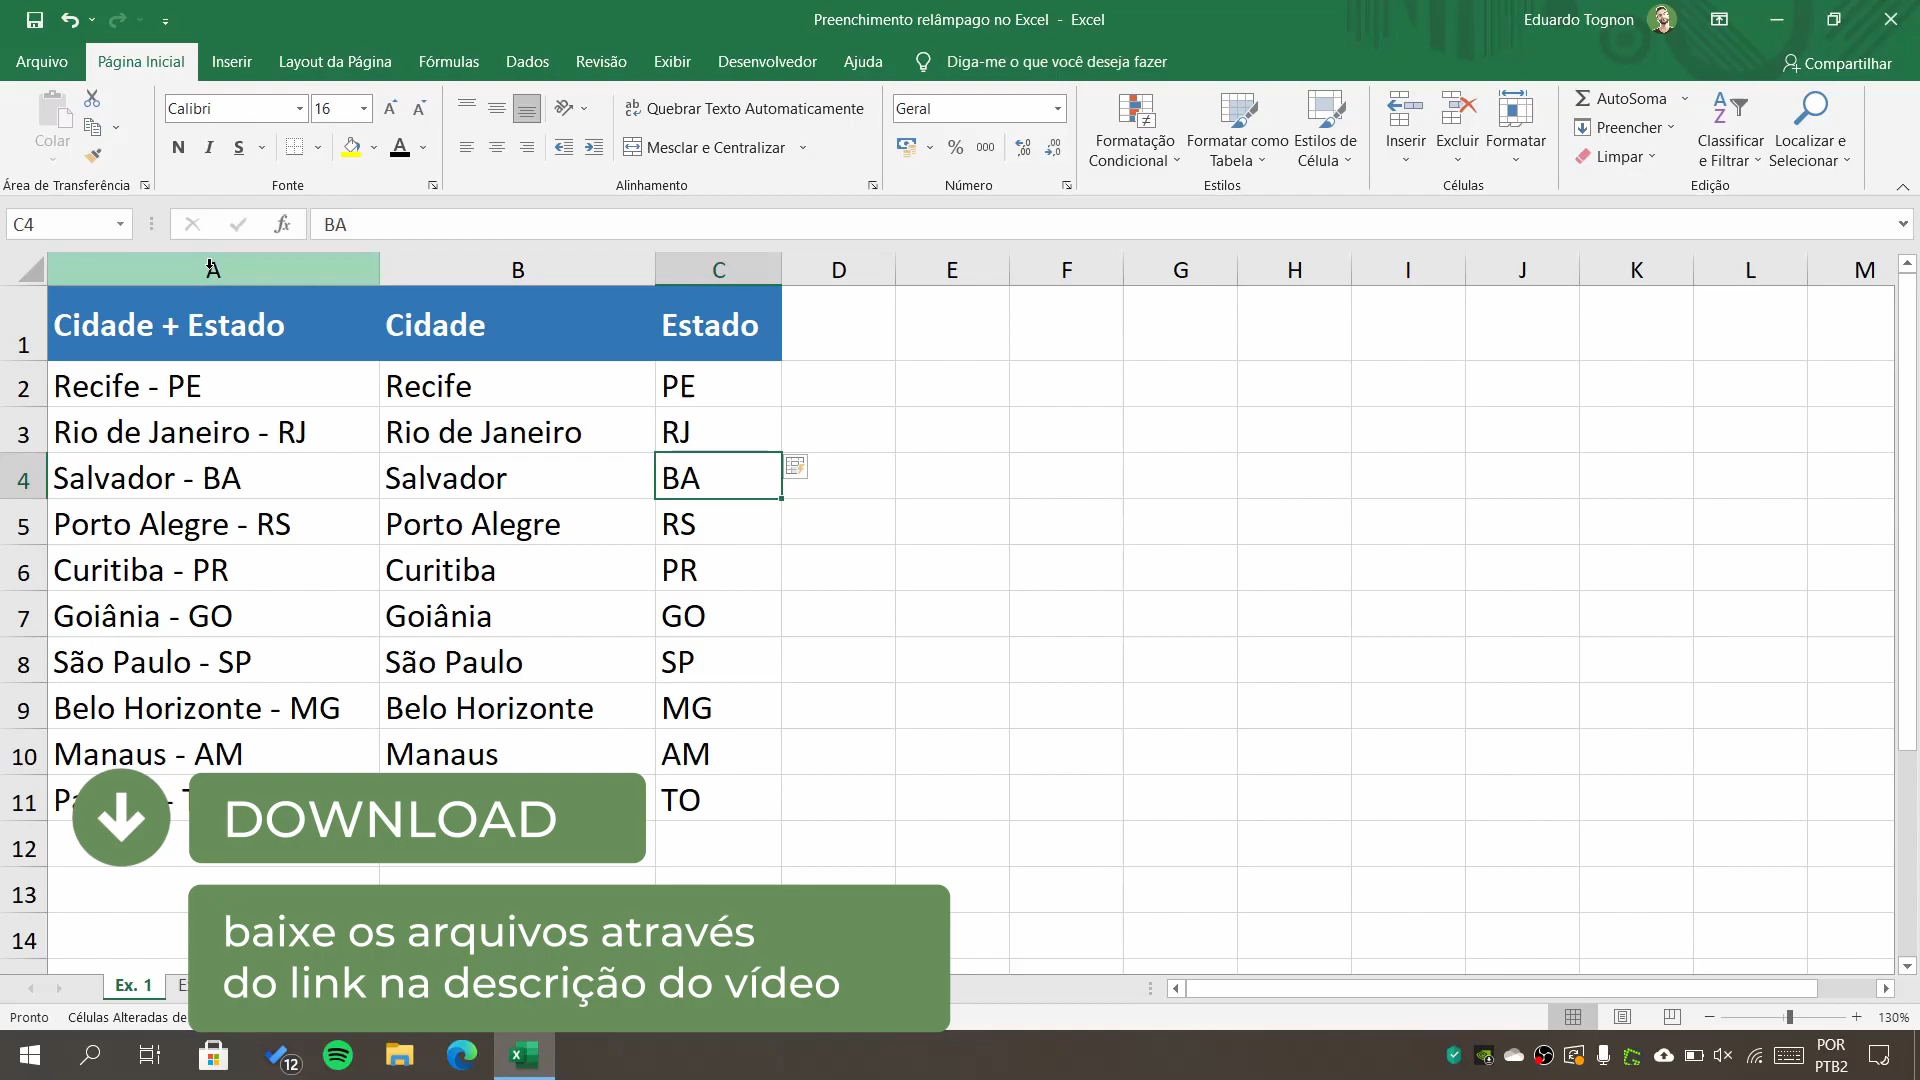 Preenchimento relâmpago no Excel - Excel
Eduardo Tognon
Arquivo
Página Inicial
Inserir
Layout da Página
Fórmulas
Dados
Revisão
Exibir
Desenvolvedor
Ajuda
Diga-me o que você deseja fazer
Compartilhar
Colar
Área de Transferência
Calibri
16
N I S
Fonte
Quebrar Texto Automaticamente
Mesclar e Centralizar
Alinhamento
Geral
% 000
Número
Formatação Condicional
Formatar como Tabela
Estilos de Célula
Estilos
Inserir
Excluir
Formatar
Células
AutoSoma
Preencher
Limpar
Classificar e Filtrar
Localizar e Selecionar
Edição
C4
fx
BA
A B C D E F G H I J K L M
1 Cidade + Estado Cidade Estado
2 Recife - PE Recife PE
3 Rio de Janeiro - RJ Rio de Janeiro RJ
4 Salvador - BA Salvador BA
5 Porto Alegre - RS Porto Alegre RS
6 Curitiba - PR Curitiba PR
7 Goiânia - GO Goiânia GO
8 São Paulo - SP São Paulo SP
9 Belo Horizonte - MG Belo Horizonte MG
10 Manaus - AM Manaus AM
11 TO
12
13
14
DOWNLOAD
baixe os arquivos através
do link na descrição do vídeo
Ex. 1
Pronto
Células Alteradas de
130%
12
POR
PTB2